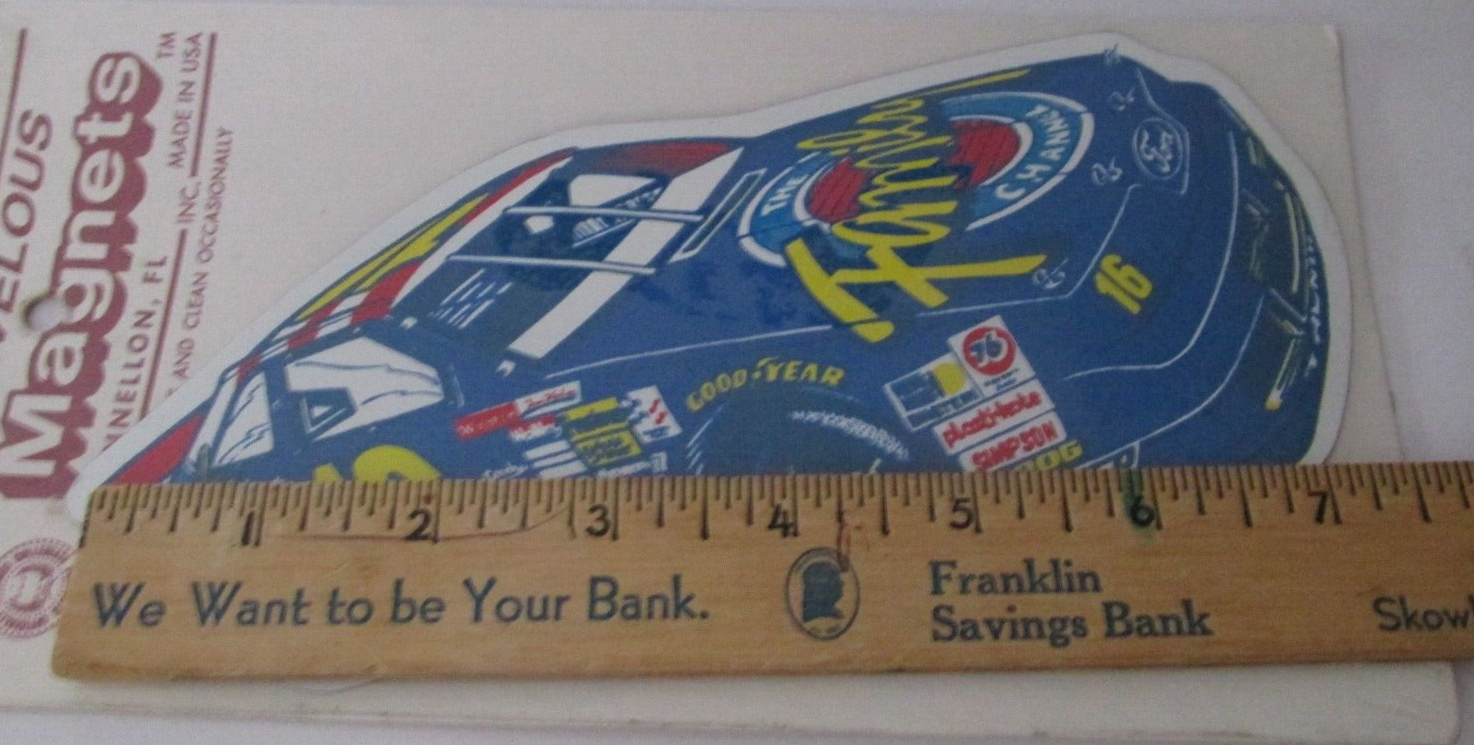 ELOUS
Magnets TM
NNELLON, FL
INC. MADE IN USA
AND CLEAN OCCASIONALLY
THE
Family
CHANNEL
Ford
16
GOOD YEAR
76
plasti-kote
SIMPSON
1 2 3 4 5 6 7
We Want to be Your Bank.
Franklin
Savings Bank
Skow